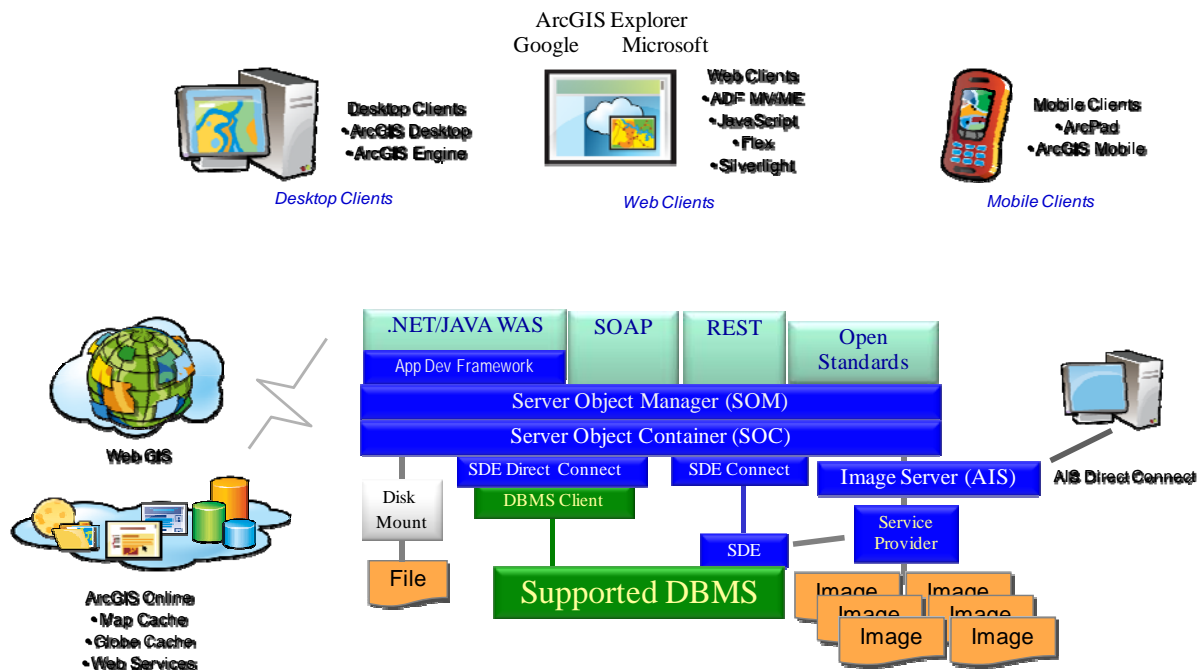 ArcGIS Explorer
Google Microsoft
Desktop Clients
•ArcGIS Desktop
•ArcGIS Engine
Desktop Clients
Web Clients
•ADF MV/ME
•JavaScript
•Flex
•Silverlight
Web Clients
Mobile Clients
•ArcPad
•ArcGIS Mobile
Mobile Clients
.NET/JAVA WAS
App Dev Framework
SOAP
REST
Open
Standards
Server Object Manager (SOM)
Server Object Container (SOC)
Web GIS
SDE Direct Connect
SDE Connect
Image Server (AIS)
AIS Direct Connect
Disk
Mount
DBMS Client
Service
Provider
SDE
File
Supported DBMS
Image
Image
Image
Image
Image
Image
ArcGIS Online
•Map Cache
•Globe Cache
•Web Services